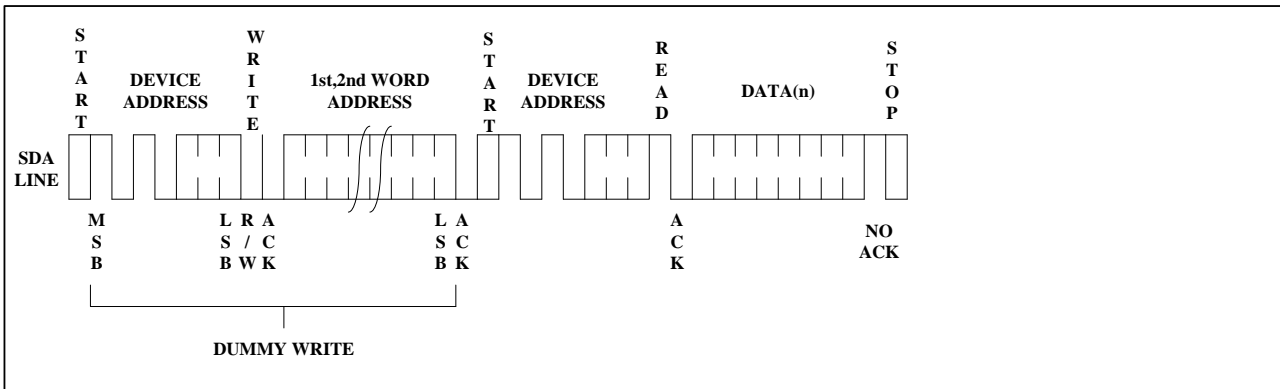 START
DEVICE
ADDRESS
WRITE
1st,2nd WORD
ADDRESS
START
DEVICE
ADDRESS
READ
DATA(n)
STOP
SDA
LINE
MSB
LSB
R/W
ACK
LSB
ACK
ACK
NO
ACK
DUMMY WRITE